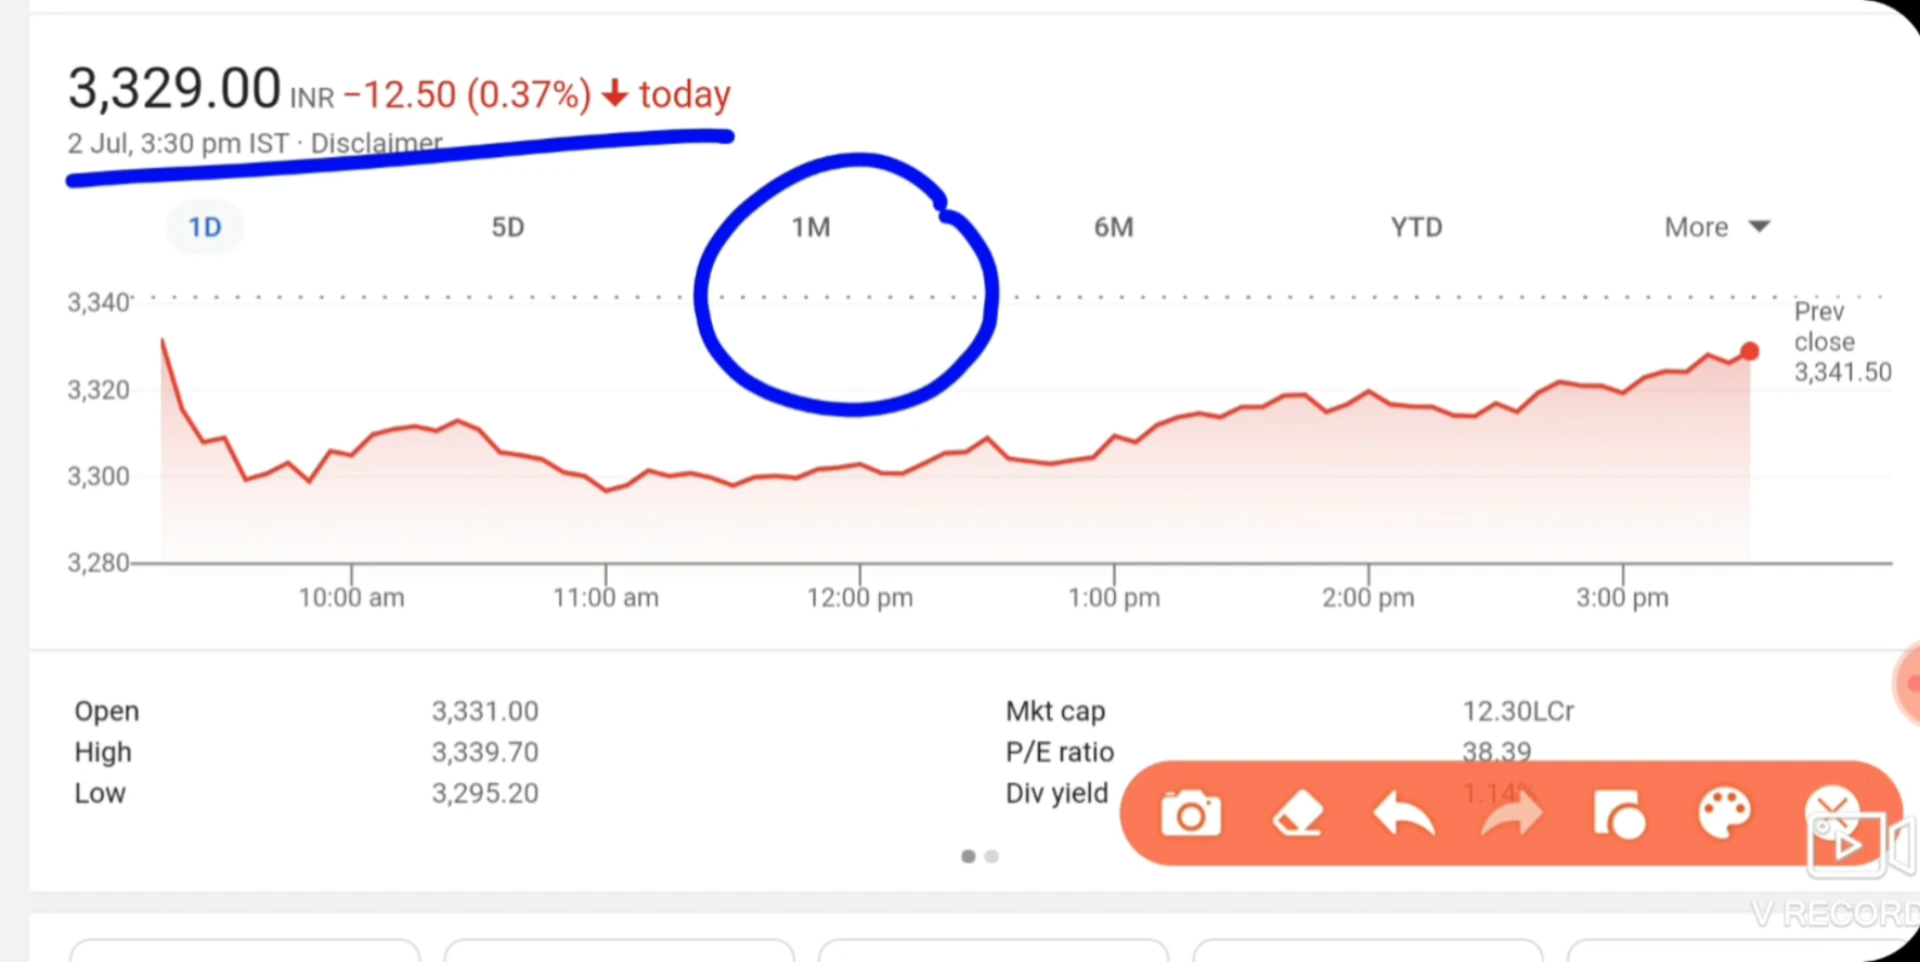 3,329.00 INR −12.50 (0.37%) ↓ today
2 Jul, 3:30 pm IST · Disclaimer
1D 5D 1M 6M YTD More
3,340
3,320
3,300
3,280
Prev
close
3,341.50
10:00 am 11:00 am 12:00 pm 1:00 pm 2:00 pm 3:00 pm
Open 3,331.00 Mkt cap 12.30LCr
High 3,339.70 P/E ratio 38.39
Low 3,295.20 Div yield 1.14%
V RECORD